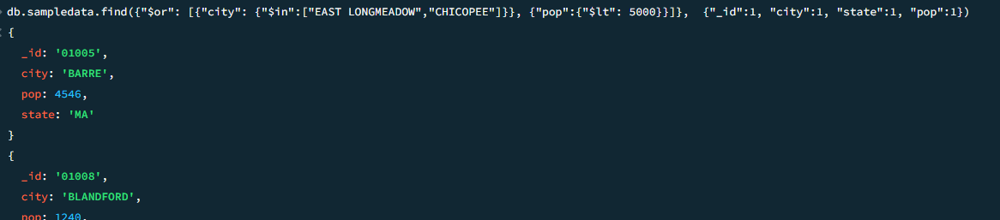 db.sampledata.find({"$or": [{"city": {"$in":["EAST LONGMEADOW","CHICOPEE"]}}, {"pop":{"$lt": 5000}}]},  {"_id":1, "city":1, "state":1, "pop":1})
{
  _id: '01005',
  city: 'BARRE',
  pop: 4546,
  state: 'MA'
}
{
  _id: '01008',
  city: 'BLANDFORD',
  pop: 1240,